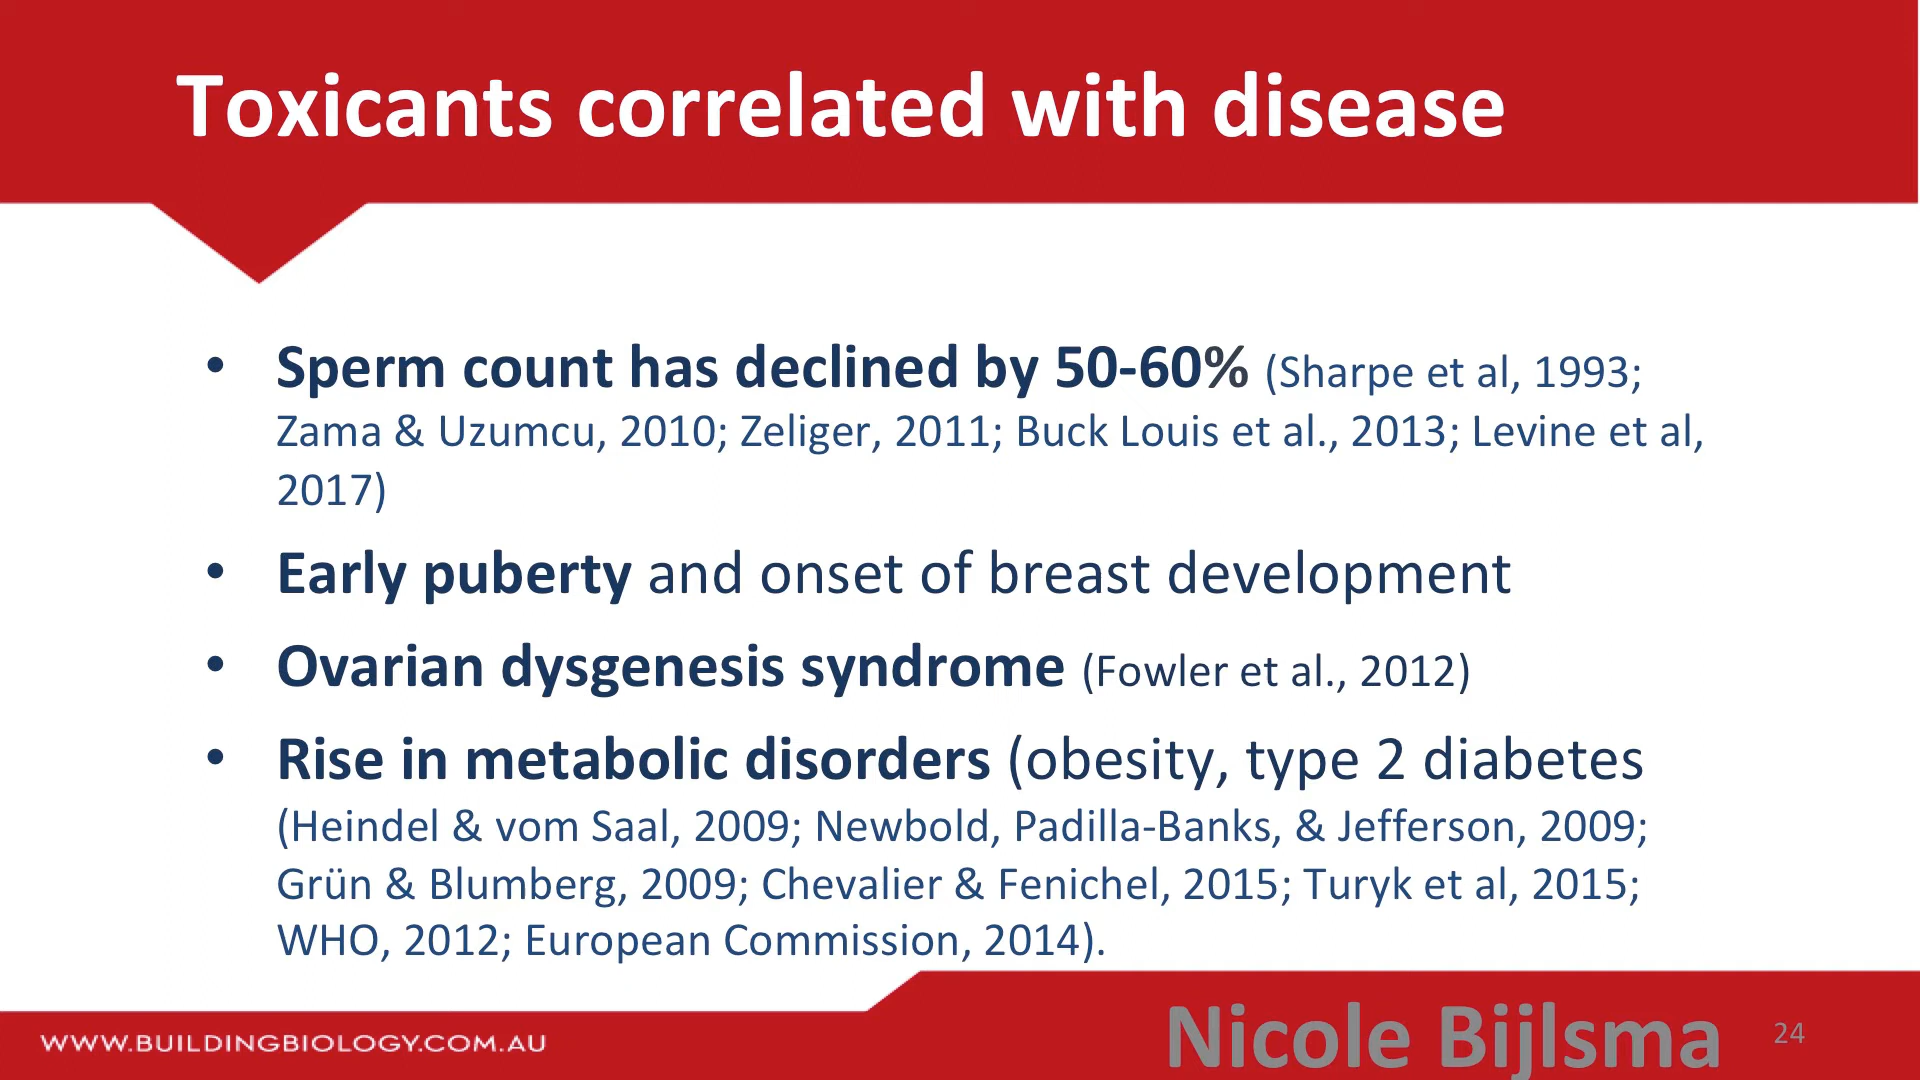 Toxicants correlated with disease
• Sperm count has declined by 50-60% (Sharpe et al, 1993;
Zama & Uzumcu, 2010; Zeliger, 2011; Buck Louis et al., 2013; Levine et al,
2017)
• Early puberty and onset of breast development
• Ovarian dysgenesis syndrome (Fowler et al., 2012)
• Rise in metabolic disorders (obesity, type 2 diabetes
(Heindel & vom Saal, 2009; Newbold, Padilla-Banks, & Jefferson, 2009;
Grün & Blumberg, 2009; Chevalier & Fenichel, 2015; Turyk et al, 2015;
WHO, 2012; European Commission, 2014).
WWW.BUILDINGBIOLOGY.COM.AU
Nicole Bijlsma
24